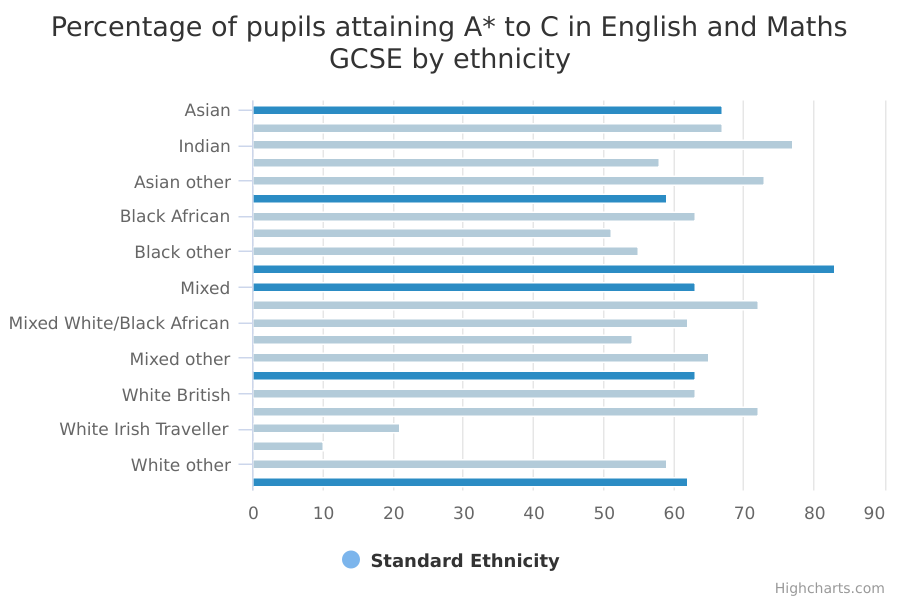 Percentage of pupils attaining A* to C in English and Maths
GCSE by ethnicity
Asian
Indian
Asian other
Black African
Black other
Mixed
Mixed White/Black African
Mixed other
White British
White Irish Traveller
White other
0 10 20 30 40 50 60 70 80 90
Standard Ethnicity
Highcharts.com